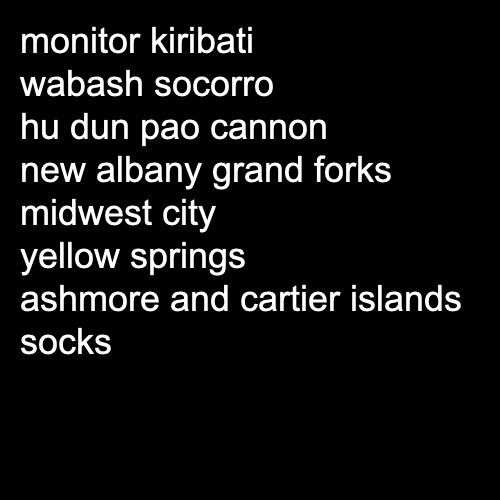 monitor kiribati
wabash socorro
hu dun pao cannon
new albany grand forks
midwest city
yellow springs
ashmore and cartier islands
socks